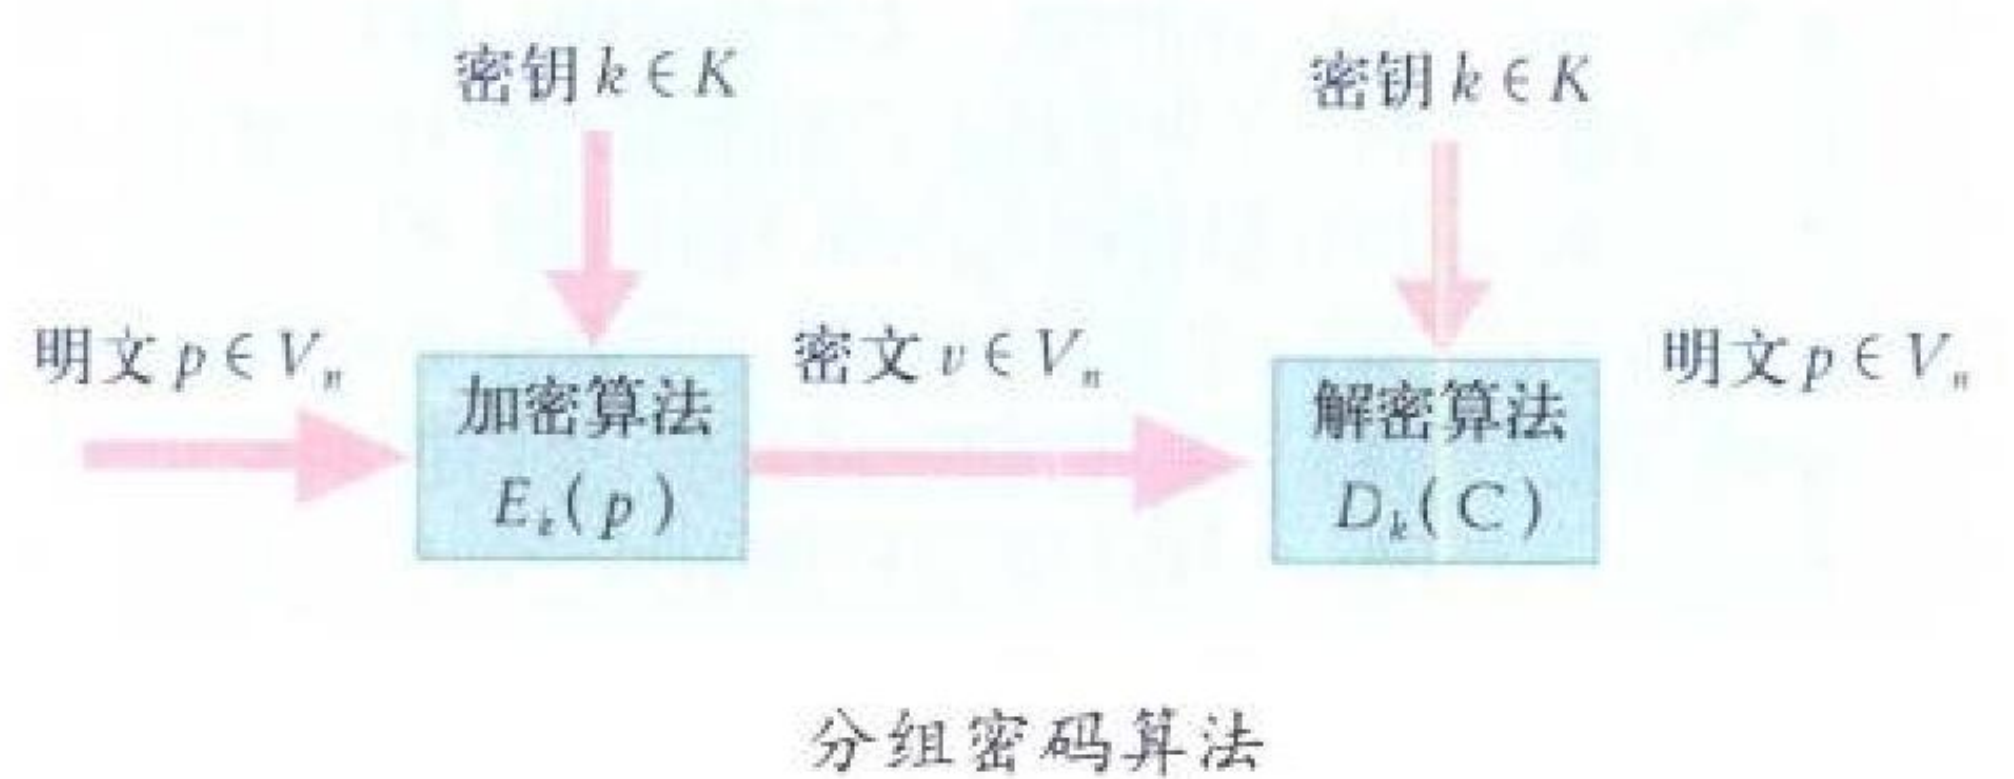 密钥 k ∈ K
密钥 k ∈ K
明文 p ∈ Vₙ
密文 v ∈ Vₙ
明文 p ∈ Vₙ
加密算法
Eₖ( p )
解密算法
Dₖ( C )
分组密码算法